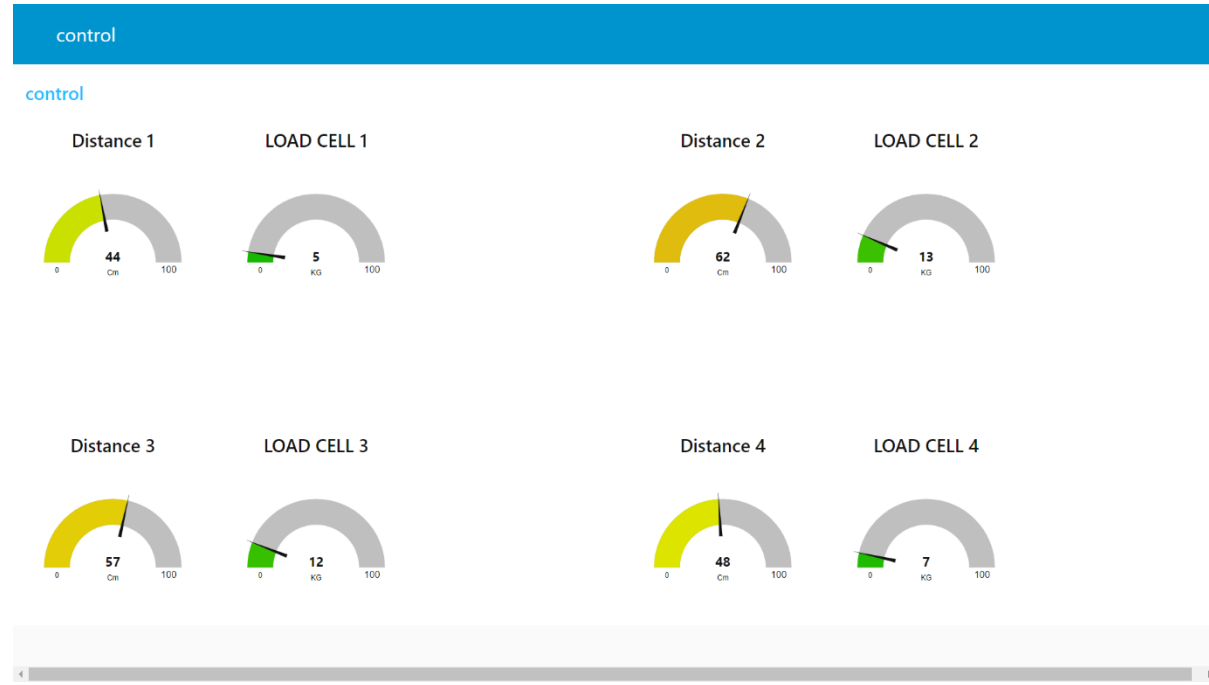 control
control
Distance 1 LOAD CELL 1 Distance 2 LOAD CELL 2
44 5 62 13
0 Cm 100 0 KG 100 0 Cm 100 0 KG 100
Distance 3 LOAD CELL 3 Distance 4 LOAD CELL 4
57 12 48 7
0 Cm 100 0 KG 100 0 Cm 100 0 KG 100